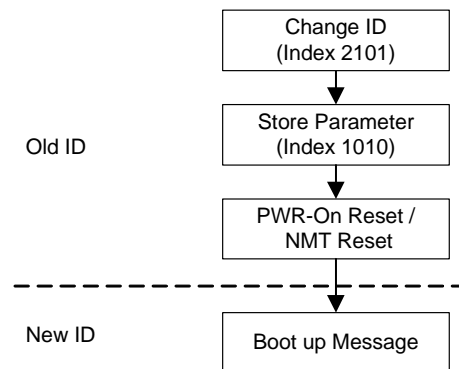 Change ID
(Index 2101)
Old ID
Store Parameter
(Index 1010)
PWR-On Reset /
NMT Reset
New ID
Boot up Message